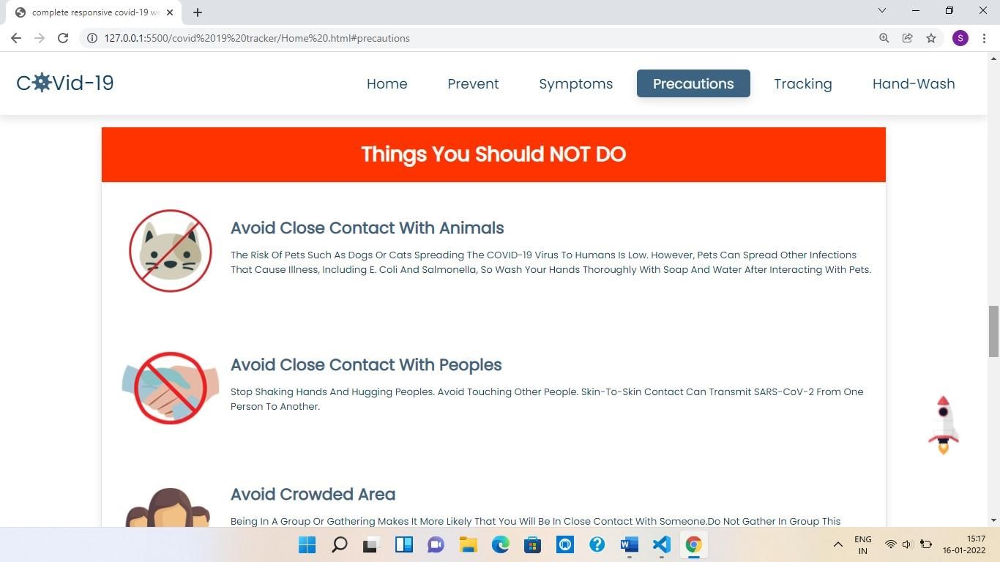 complete responsive covid-19 we
127.0.0.1:5500/covid%2019%20tracker/Home%20.html#precautions
S
C Vid-19
Home
Prevent
Symptoms
Precautions
Tracking
Hand-Wash
Things You Should NOT DO
Avoid Close Contact With Animals
The Risk Of Pets Such As Dogs Or Cats Spreading The COVID-19 Virus To Humans Is Low. However, Pets Can Spread Other Infections
That Cause Illness, Including E. Coli And Salmonella, So Wash Your Hands Thoroughly With Soap And Water After Interacting With Pets.
Avoid Close Contact With Peoples
Stop Shaking Hands And Hugging Peoples. Avoid Touching Other People. Skin-To-Skin Contact Can Transmit SARS-CoV-2 From One
Person To Another.
Avoid Crowded Area
Being In A Group Or Gathering Makes It More Likely That You Will Be In Close Contact With Someone.Do Not Gather In Group This
ENG
IN
15:17
16-01-2022